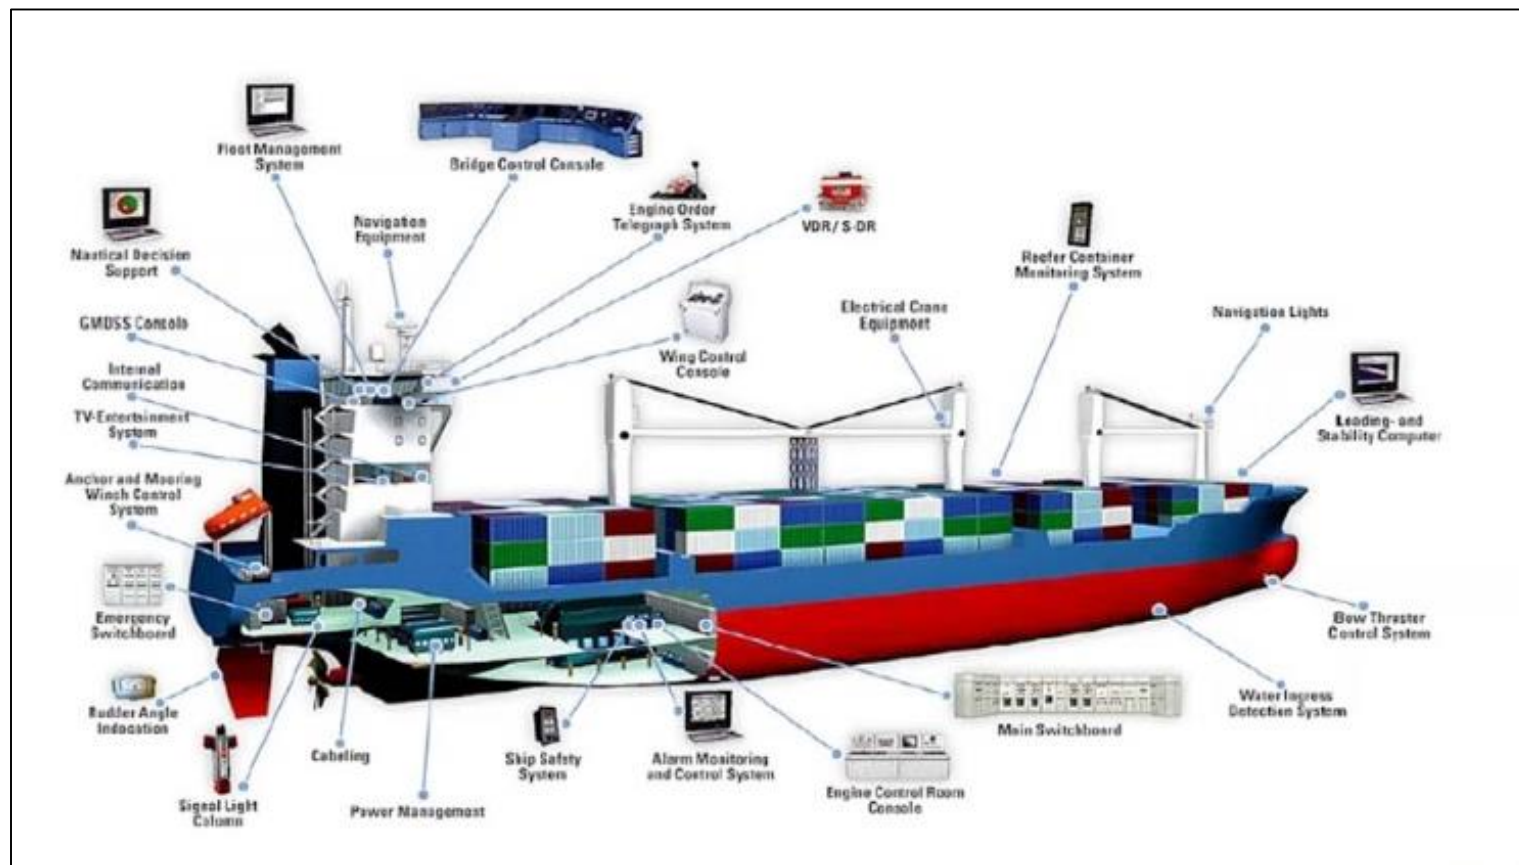 Fleet Management
System
Bridge Control Console
Engine Order
Telegraph System
VDR / S-DR
Nautical Decision
Support
Navigation
Equipment
Reefer Container
Monitoring System
GMDSS Console
Electrical Crane
Equipment
Navigation Lights
Internal
Communication
Wing Control
Console
TV-Entertainment
System
Loading- and
Stability Computer
Anchor and Mooring
Winch Control
System
Emergency
Switchboard
Bow Thruster
Control System
Rudder Angle
Indocation
Water Ingress
Detection System
Main Switchboard
Cabeling
Ship Safety
System
Alarm Monitoring
and Control System
Engine Control Room
Console
Signal Light
Column
Power Management